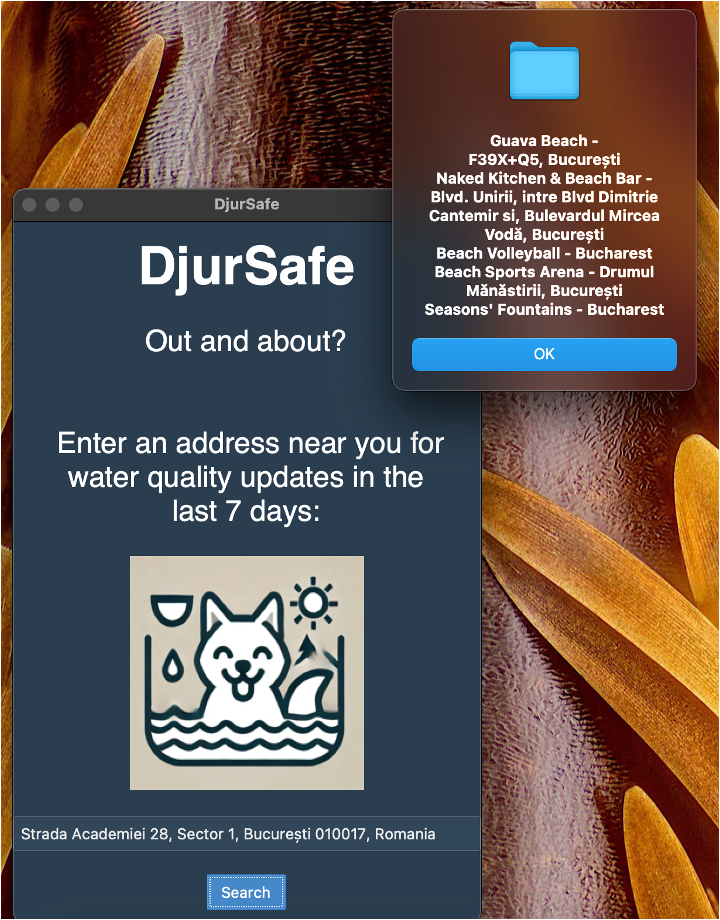 Guava Beach -
F39X+Q5, București
Naked Kitchen & Beach Bar -
Blvd. Unirii, intre Blvd Dimitrie
Cantemir si, Bulevardul Mircea
Vodă, București
Beach Volleyball - Bucharest
Beach Sports Arena - Drumul
Mănăstirii, București
Seasons' Fountains - Bucharest
OK
DjurSafe
DjurSafe
Out and about?
Enter an address near you for
water quality updates in the
last 7 days:
Strada Academiei 28, Sector 1, București 010017, Romania
Search